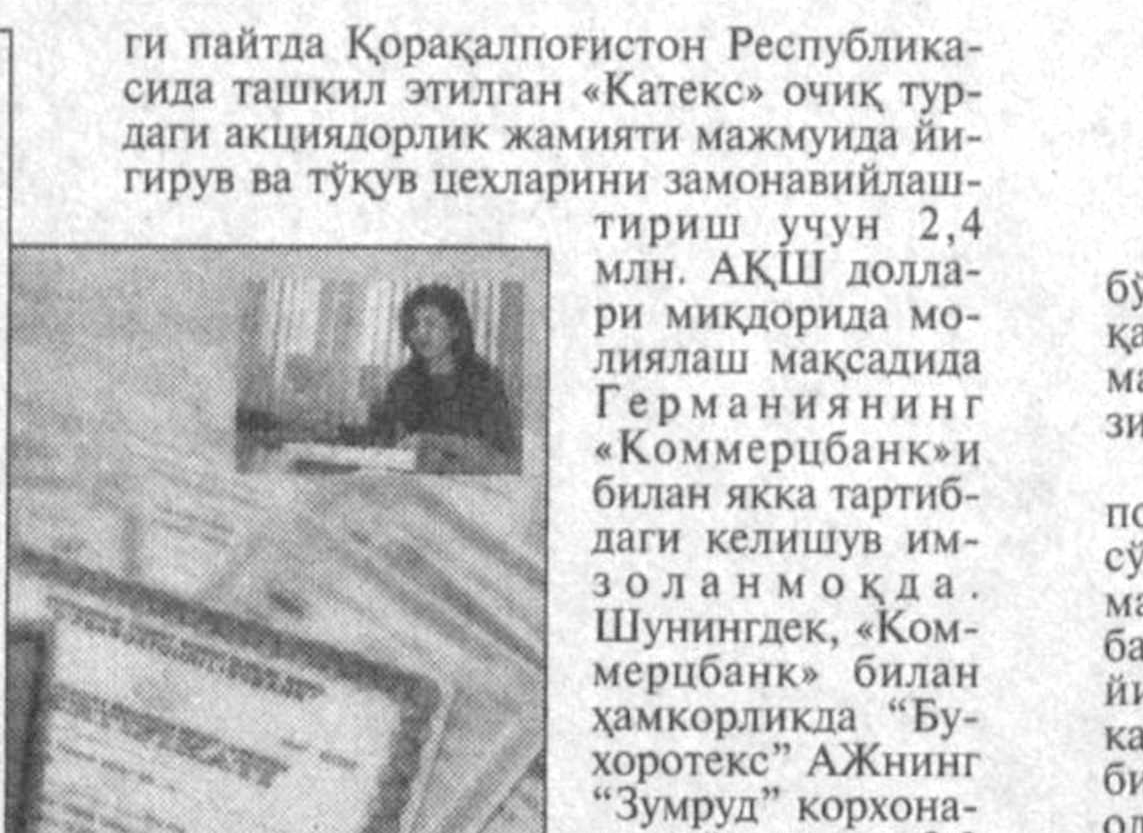 ги пайтда Қорақалпоғистон Республика-
сида ташкил этилган «Катекс» очиқ тур-
даги акциядорлик жамияти мажмуида йи-
гирув ва тўқув цехларини замонавийлаш-
тириш учун 2,4
млн. АҚШ долла-
ри миқдорида мо-
лиялаш мақсадида
Германиянинг
«Коммерцбанк»и
билан якка тартиб-
даги келишув им-
золанмоқда.
Шунингдек, «Ком-
мерцбанк» билан
ҳамкорликда “Бу-
хоротекс” АЖнинг
“Зумруд” корхона-